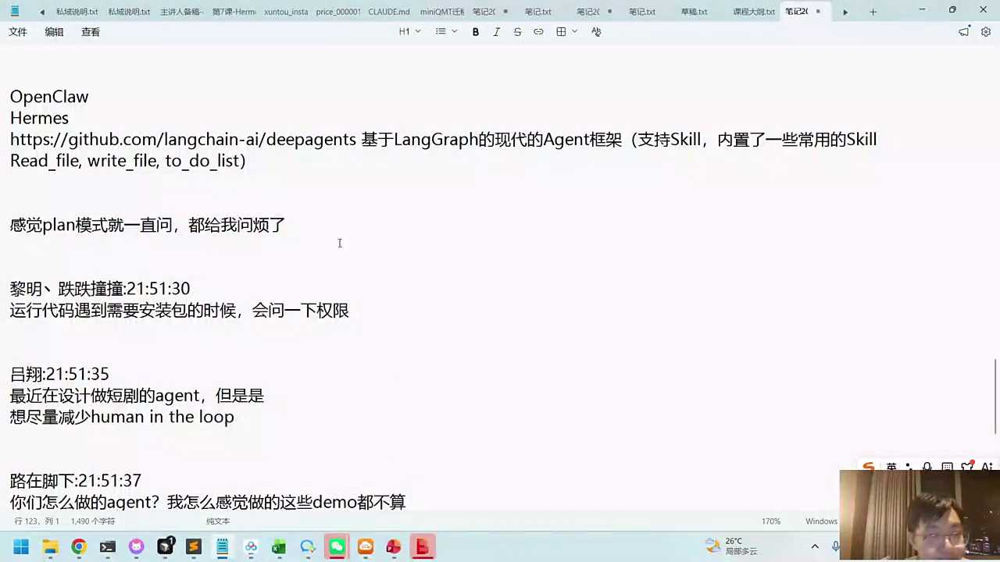 私域说明.txt
私域说明.txt
主讲人备稿-
第7课-Herm
xuntou_insta
price_000001
CLAUDE.md
miniQMT迁移
笔记20
笔记.txt
笔记20
笔记.txt
草稿.txt
课程大纲.txt
笔记20
文件 编辑 查看
H1
B
I
OpenClaw
Hermes
https://github.com/langchain-ai/deepagents 基于LangGraph的现代的Agent框架（支持Skill，内置了一些常用的Skill
Read_file, write_file, to_do_list）
感觉plan模式就一直问，都给我问烦了
黎明、跌跌撞撞:21:51:30
运行代码遇到需要安装包的时候，会问一下权限
吕翔:21:51:35
最近在设计做短剧的agent，但是是
想尽量减少human in the loop
路在脚下:21:51:37
你们怎么做的agent？我怎么感觉做的这些demo都不算
英
行 123，列 1 1,490 个字符 纯文本 170% Windows
26°C
局部多云